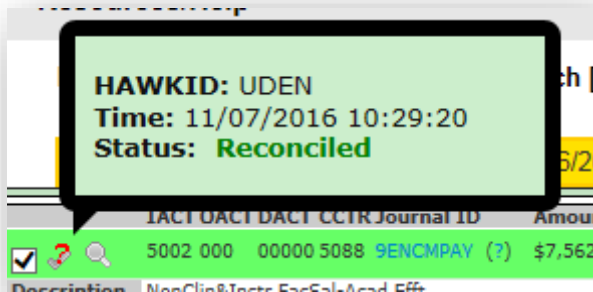 HAWKID: UDEN
Time: 11/07/2016 10:29:20
Status: Reconciled
IACT OACT DACT CCTR Journal ID
5002 000 00000 5088 9ENCMPAY (?) $7,562
Description NonClin&Instr FacSal-Acad Efft